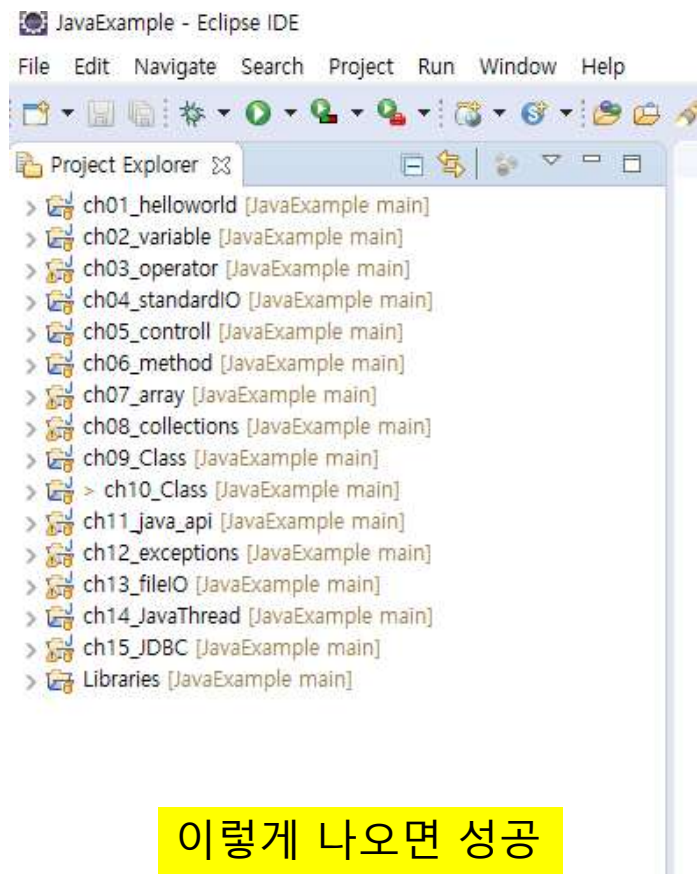 JavaExample - Eclipse IDE
File Edit Navigate Search Project Run Window Help
Project Explorer
ch01_helloworld [JavaExample main]
ch02_variable [JavaExample main]
ch03_operator [JavaExample main]
ch04_standardIO [JavaExample main]
ch05_controll [JavaExample main]
ch06_method [JavaExample main]
ch07_array [JavaExample main]
ch08_collections [JavaExample main]
ch09_Class [JavaExample main]
> ch10_Class [JavaExample main]
ch11_java_api [JavaExample main]
ch12_exceptions [JavaExample main]
ch13_fileIO [JavaExample main]
ch14_JavaThread [JavaExample main]
ch15_JDBC [JavaExample main]
Libraries [JavaExample main]
이렇게 나오면 성공